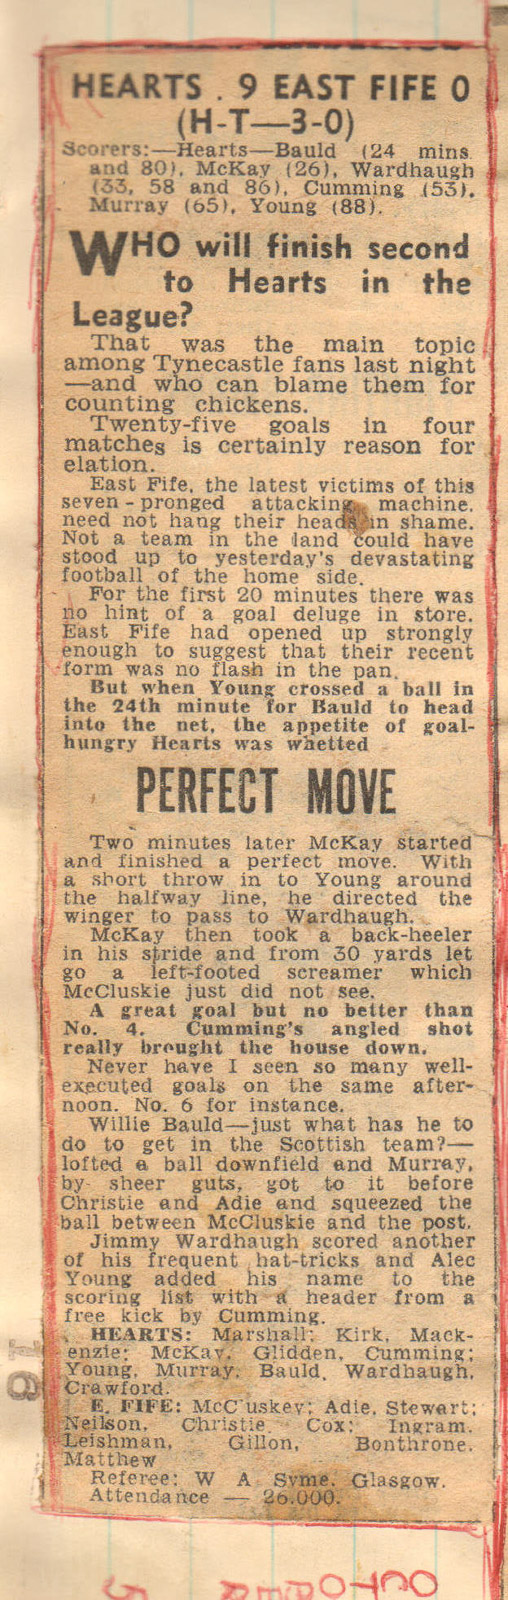 HEARTS . 9 EAST FIFE 0
(H-T—3-0)
Scorers:—Hearts—Bauld (24 mins
and 80), McKay (26), Wardhaugh
(33, 58 and 86), Cumming (53),
Murray (65), Young (88).
WHO will finish second
to Hearts in the
League?
That was the main topic
among Tynecastle fans last night
—and who can blame them for
counting chickens.
Twenty-five goals in four
matches is certainly reason for
elation.
East Fife, the latest victims of this
seven-pronged attacking machine,
need not hang their heads in shame.
Not a team in the land could have
stood up to yesterday's devastating
football of the home side.
For the first 20 minutes there was
no hint of a goal deluge in store.
East Fife had opened up strongly
enough to suggest that their recent
form was no flash in the pan.
But when Young crossed a ball in
the 24th minute for Bauld to head
into the net, the appetite of goal-
hungry Hearts was whetted
PERFECT MOVE
Two minutes later McKay started
and finished a perfect move. With
a short throw in to Young around
the halfway line, he directed the
winger to pass to Wardhaugh.
McKay then took a back-heeler
in his stride and from 30 yards let
go a left-footed screamer which
McCluskie just did not see.
A great goal but no better than
No. 4. Cumming's angled shot
really brought the house down.
Never have I seen so many well-
executed goals on the same after-
noon. No. 6 for instance.
Willie Bauld—just what has he to
do to get in the Scottish team?—
lofted a ball downfield and Murray,
by sheer guts, got to it before
Christie and Adie and squeezed the
ball between McCluskie and the post.
Jimmy Wardhaugh scored another
of his frequent hat-tricks and Alec
Young added his name to the
scoring list with a header from a
free kick by Cumming.
HEARTS: Marshall; Kirk, Mack-
enzie; McKay, Glidden, Cumming;
Young, Murray, Bauld, Wardhaugh,
Crawford.
E. FIFE: McC'uskey; Adie, Stewart;
Neilson, Christie, Cox; Ingram,
Leishman, Gillon, Bonthrone,
Matthew
Referee: W A Syme, Glasgow.
Attendance — 26,000.
16
OCTOBER
5